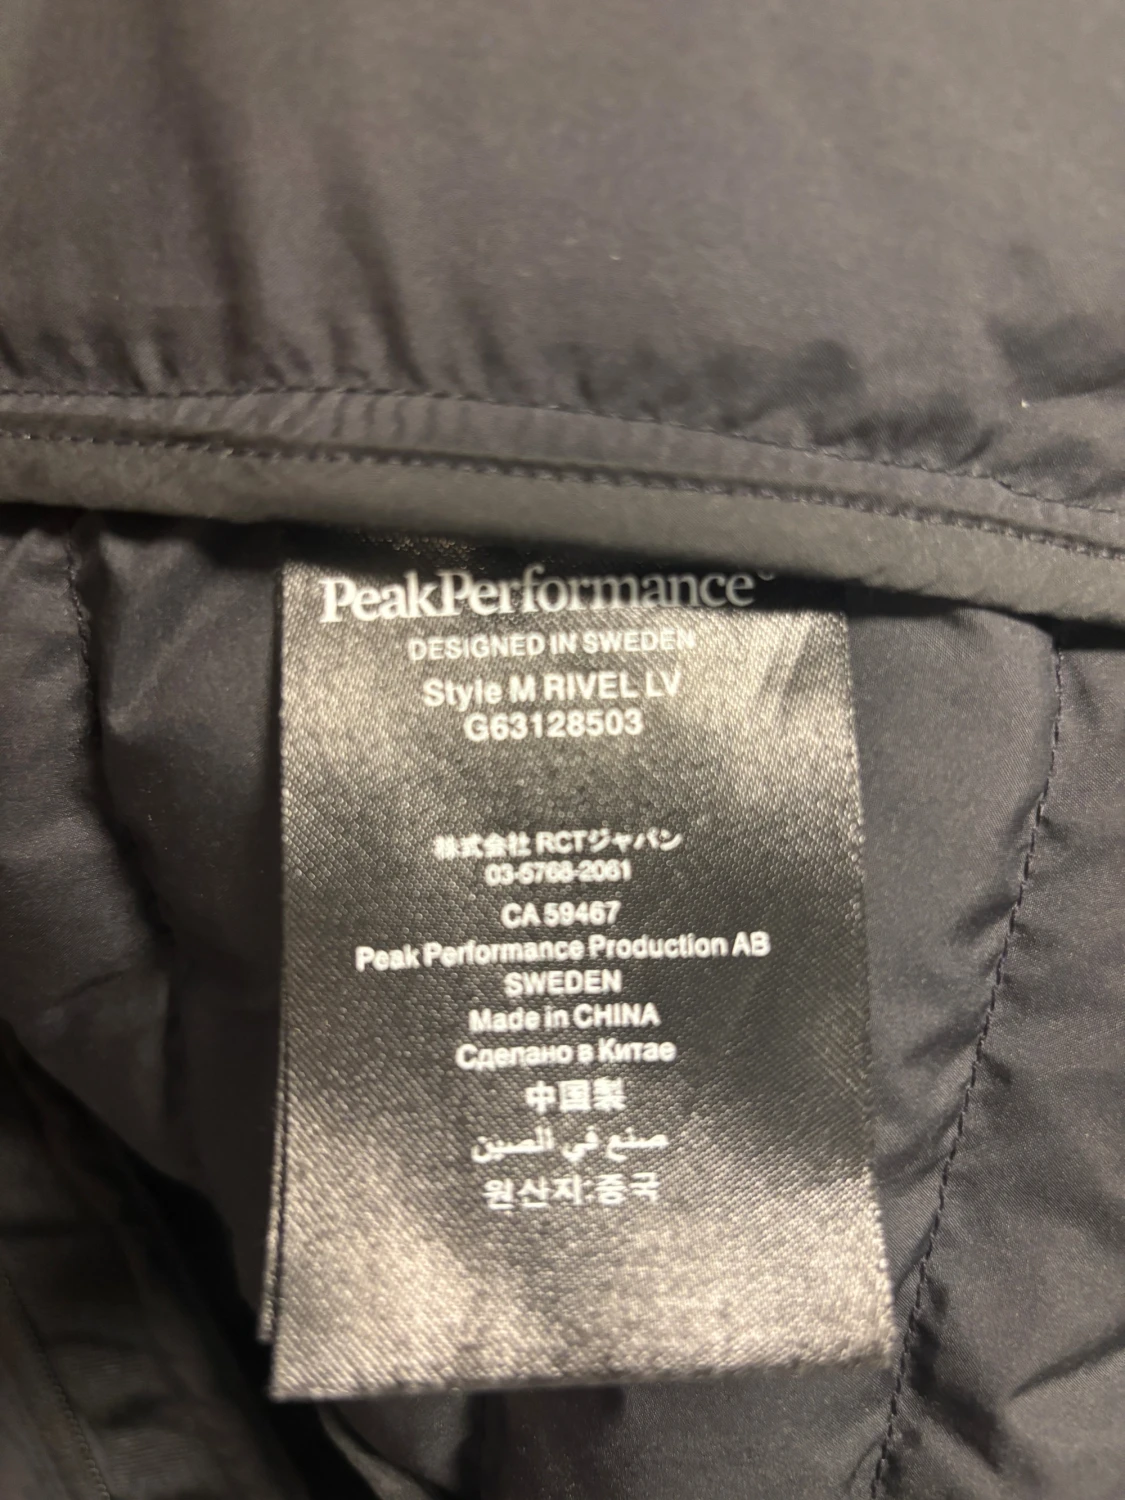 PeakPerformance®
DESIGNED IN SWEDEN
Style M RIVEL LV
G63128503
株式会社 RCTジャパン
03-5768-2061
CA 59467
Peak Performance Production AB
SWEDEN
Made in CHINA
Сделано в Китае
中国製
صنع في الصين
원산지:중국